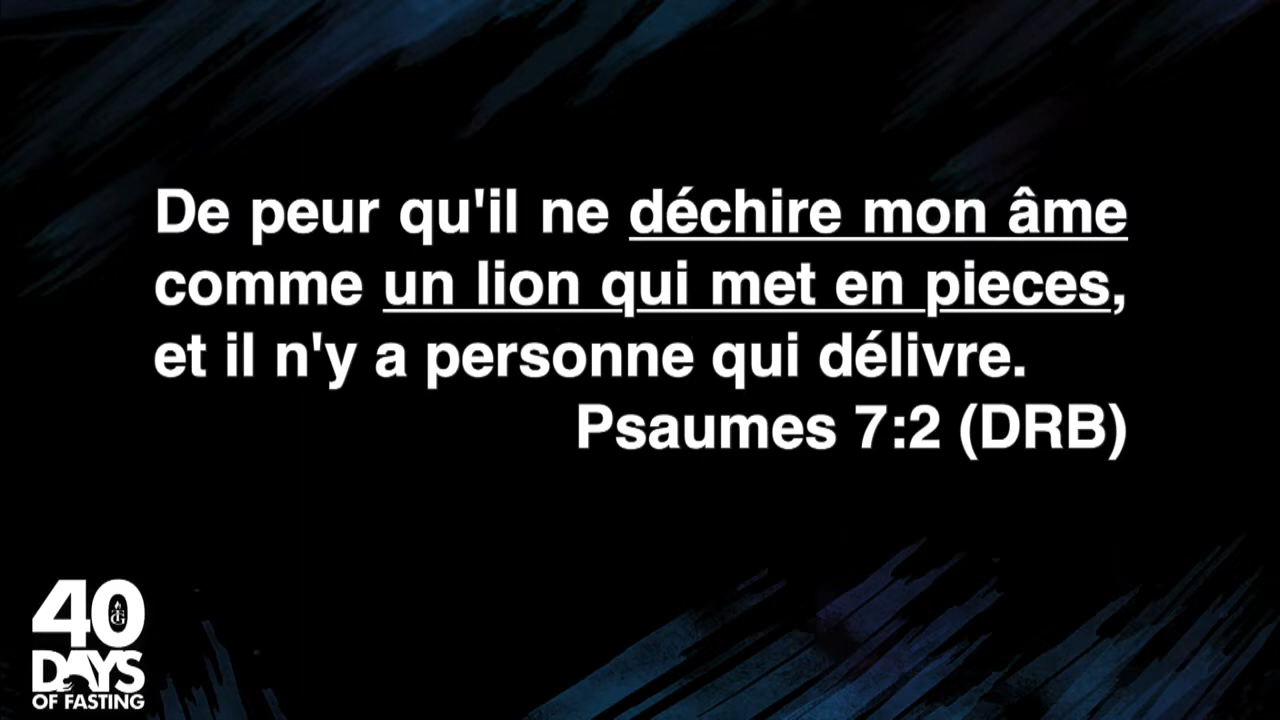 De peur qu'il ne déchire mon âme
comme un lion qui met en pieces,
et il n'y a personne qui délivre.
Psaumes 7:2 (DRB)
40
DAYS
OF FASTING